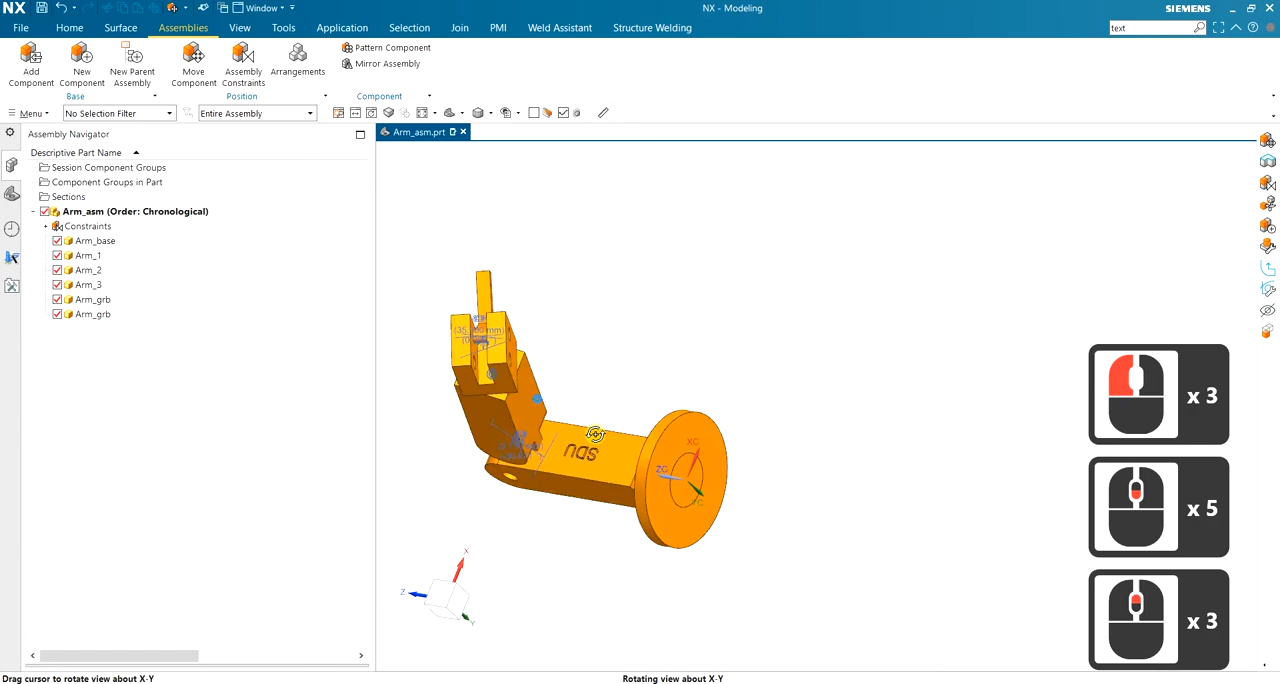 NX
Window
NX - Modeling
SIEMENS
File Home Surface Assemblies View Tools Application Selection Join PMI Weld Assistant Structure Welding
text
Add Component
New Component
New Parent Assembly
Move Component
Assembly Constraints
Arrangements
Pattern Component
Mirror Assembly
Base Position Component
Menu No Selection Filter Entire Assembly
Assembly Navigator
Arm_asm.prt
Descriptive Part Name
Session Component Groups
Component Groups in Part
Sections
Arm_asm (Order: Chronological)
Constraints
Arm_base
Arm_1
Arm_2
Arm_3
Arm_grb
Arm_grb
XC
ZC
YC
X
Z
Y
x 3
x 5
x 3
Drag cursor to rotate view about X-Y
Rotating view about X-Y